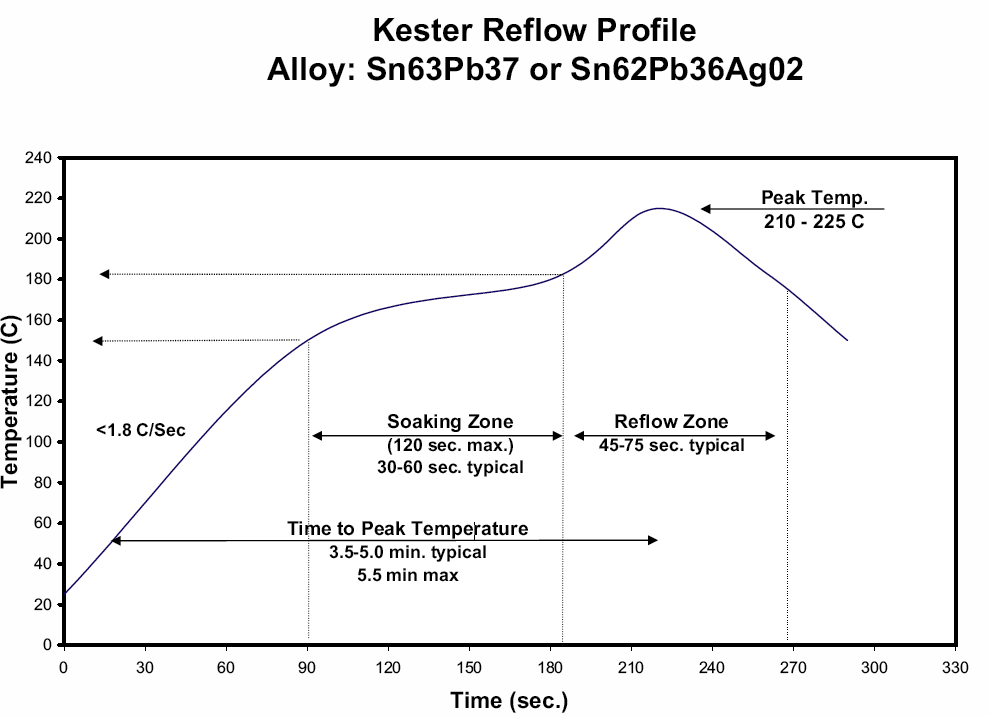 Kester Reflow Profile
Alloy: Sn63Pb37 or Sn62Pb36Ag02
240
220
200
180
160
140
120
100
80
60
40
20
0
Temperature (C)
Peak Temp.
210 - 225 C
<1.8 C/Sec
Soaking Zone
(120 sec. max.)
30-60 sec. typical
Reflow Zone
45-75 sec. typical
Time to Peak Temperature
3.5-5.0 min. typical
5.5 min max
0 30 60 90 120 150 180 210 240 270 300 330
Time (sec.)